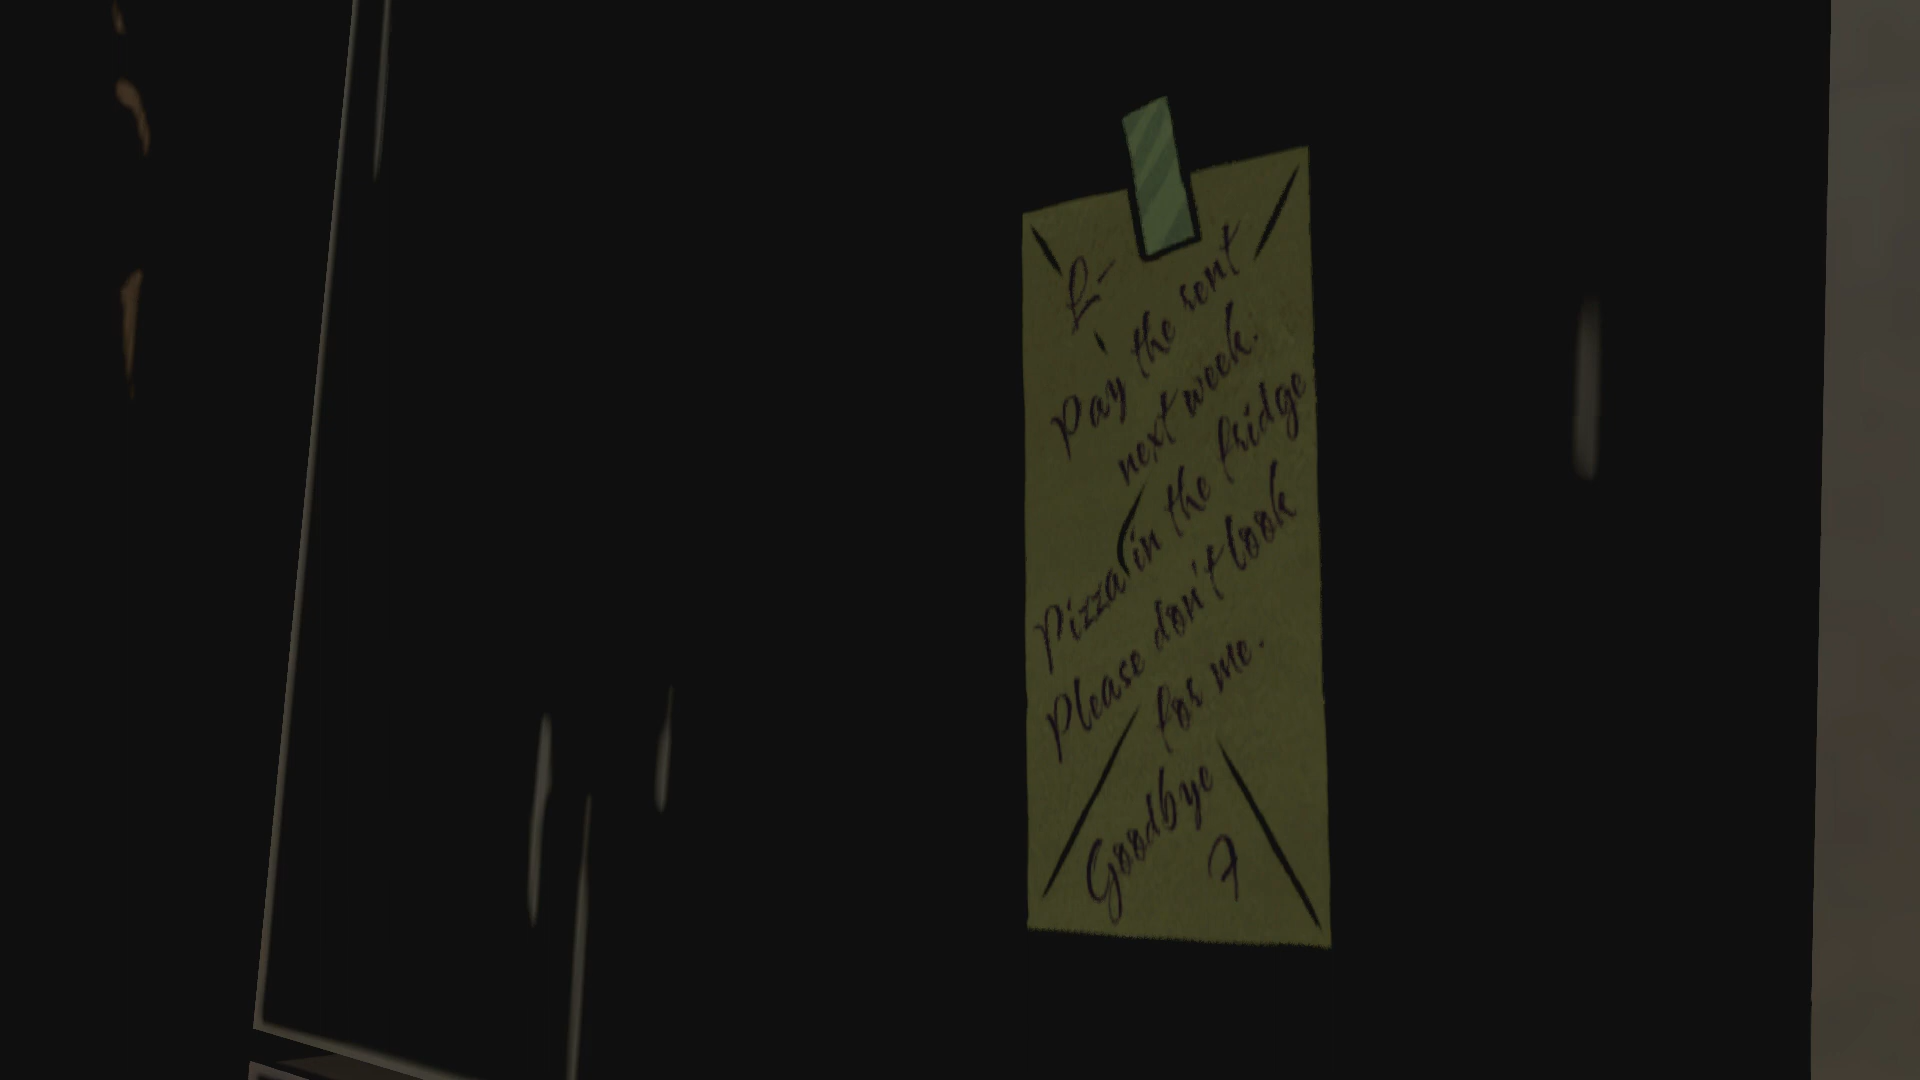 E-
Pay the rent
next week.
Pizza in the fridge
Please don't look
for me.
Goodbye
F